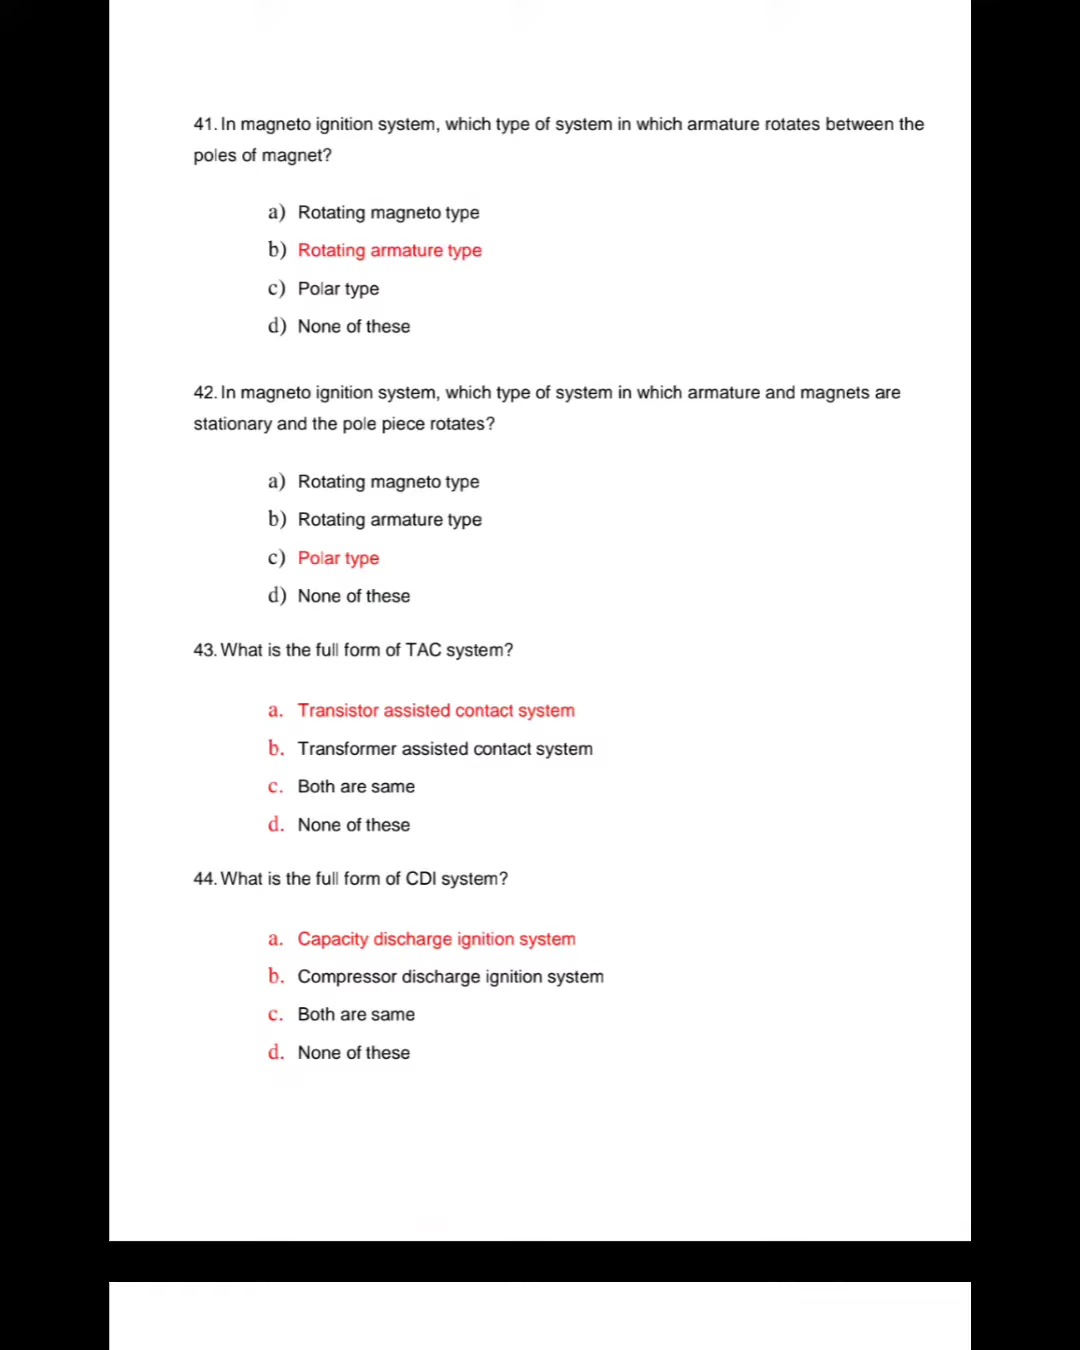 41. In magneto ignition system, which type of system in which armature rotates between the
poles of magnet?
a) Rotating magneto type
b) Rotating armature type
c) Polar type
d) None of these
42. In magneto ignition system, which type of system in which armature and magnets are
stationary and the pole piece rotates?
a) Rotating magneto type
b) Rotating armature type
c) Polar type
d) None of these
43. What is the full form of TAC system?
a. Transistor assisted contact system
b. Transformer assisted contact system
c. Both are same
d. None of these
44. What is the full form of CDI system?
a. Capacity discharge ignition system
b. Compressor discharge ignition system
c. Both are same
d. None of these